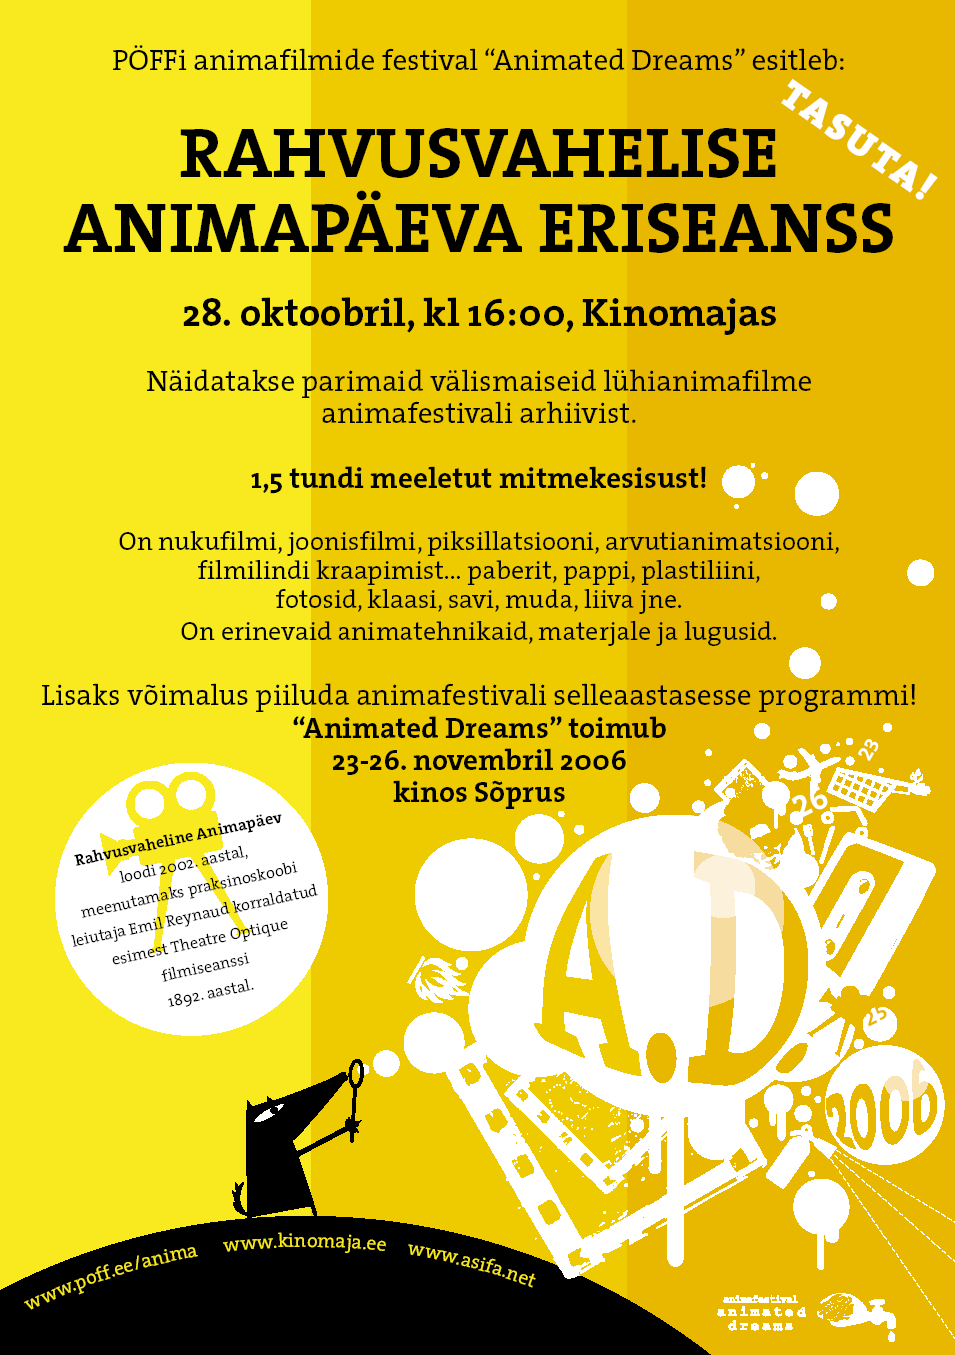 PÖFFi animafilmide festival “Animated Dreams” esitleb:
TASUTA!
RAHVUSVAHELISE
ANIMAPÄEVA ERISEANSS
28. oktoobril, kl 16:00, Kinomajas
Näidatakse parimaid välismaiseid lühianimafilme
animafestivali arhiivist.
1,5 tundi meeletut mitmekesisust!
On nukufilmi, joonisfilmi, piksillatsiooni, arvutianimatsiooni,
filmilindi kraapimist... paberit, pappi, plastiliini,
fotosid, klaasi, savi, muda, liiva jne.
On erinevaid animatehnikaid, materjale ja lugusid.
Lisaks võimalus piiluda animafestivali selleaastasesse programmi!
“Animated Dreams” toimub
23-26. novembril 2006
kinos Sõprus
Rahvusvaheline Animapäev
loodi 2002. aastal,
meenutamaks praksinoskoobi
leiutaja Emil Reynaud korraldatud
esimest Theatre Optique
filmiseanssi
1892. aastal.
23
26
A.D
25
2006
www.poff.ee/anima
www.kinomaja.ee
www.asifa.net
animafestival
animated
dreams